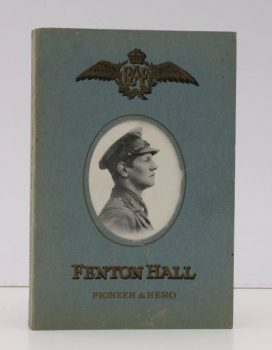 RAF
FENTON HALL
PIONEER & HERO